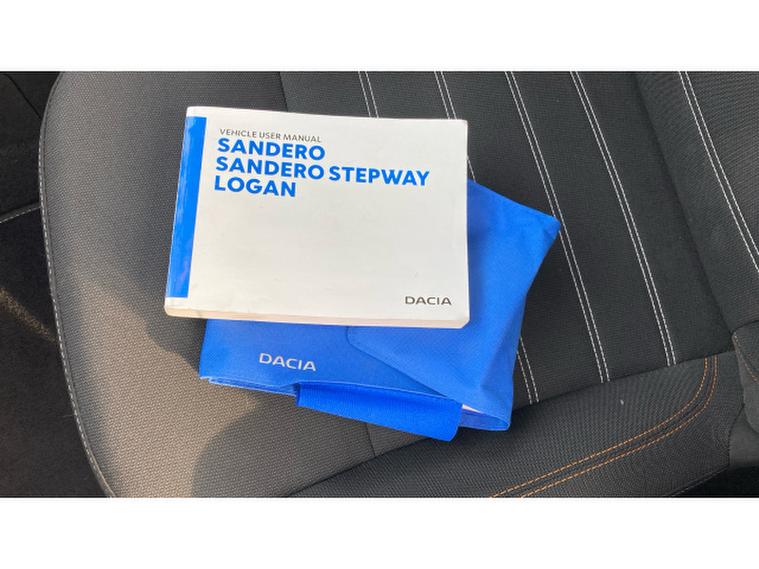 VEHICLE USER MANUAL
SANDERO
SANDERO STEPWAY
LOGAN
DACIA
DACIA